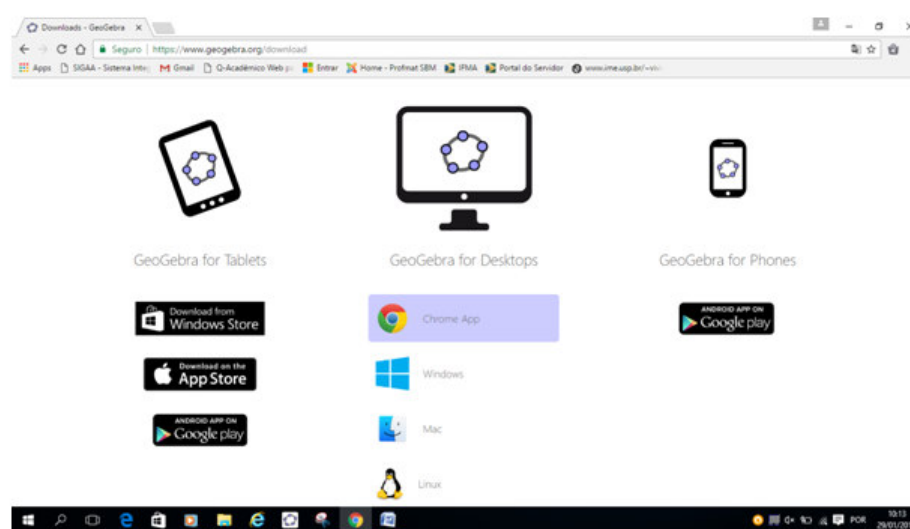 Downloads - GeoGebra
Seguro | https://www.geogebra.org/download
Apps SIGAA - Sistema Inte Gmail Q-Acadêmico Web p Entrar Home - Profmat SBM IFMA Portal do Servidor www.ime.usp.br/~
GeoGebra for Tablets
Download from
Windows Store
Download on the
App Store
ANDROID APP ON
Google play
GeoGebra for Desktops
Chrome App
Windows
Mac
Linux
GeoGebra for Phones
ANDROID APP ON
Google play
POR
10:13
29/01/20